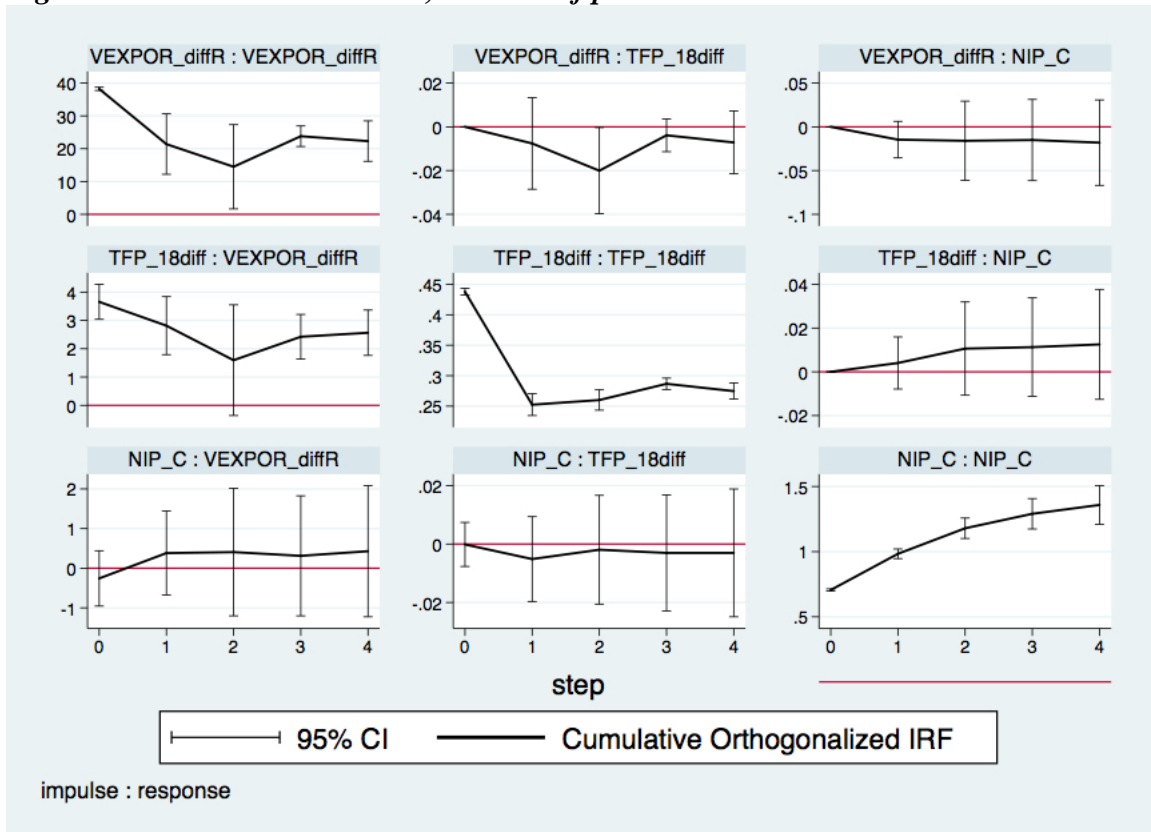 VEXPOR_diffR : VEXPOR_diffR
VEXPOR_diffR : TFP_18diff
VEXPOR_diffR : NIP_C
40
30
20
10
0
.02
0
-.02
-.04
.05
0
-.05
-.1
TFP_18diff : VEXPOR_diffR
TFP_18diff : TFP_18diff
TFP_18diff : NIP_C
4
3
2
1
0
.45
.4
.35
.3
.25
.04
.02
0
-.02
NIP_C : VEXPOR_diffR
NIP_C : TFP_18diff
NIP_C : NIP_C
2
1
0
-1
.02
0
-.02
1.5
1
.5
0 1 2 3 4
0 1 2 3 4
0 1 2 3 4
step
95% CI
Cumulative Orthogonalized IRF
impulse : response